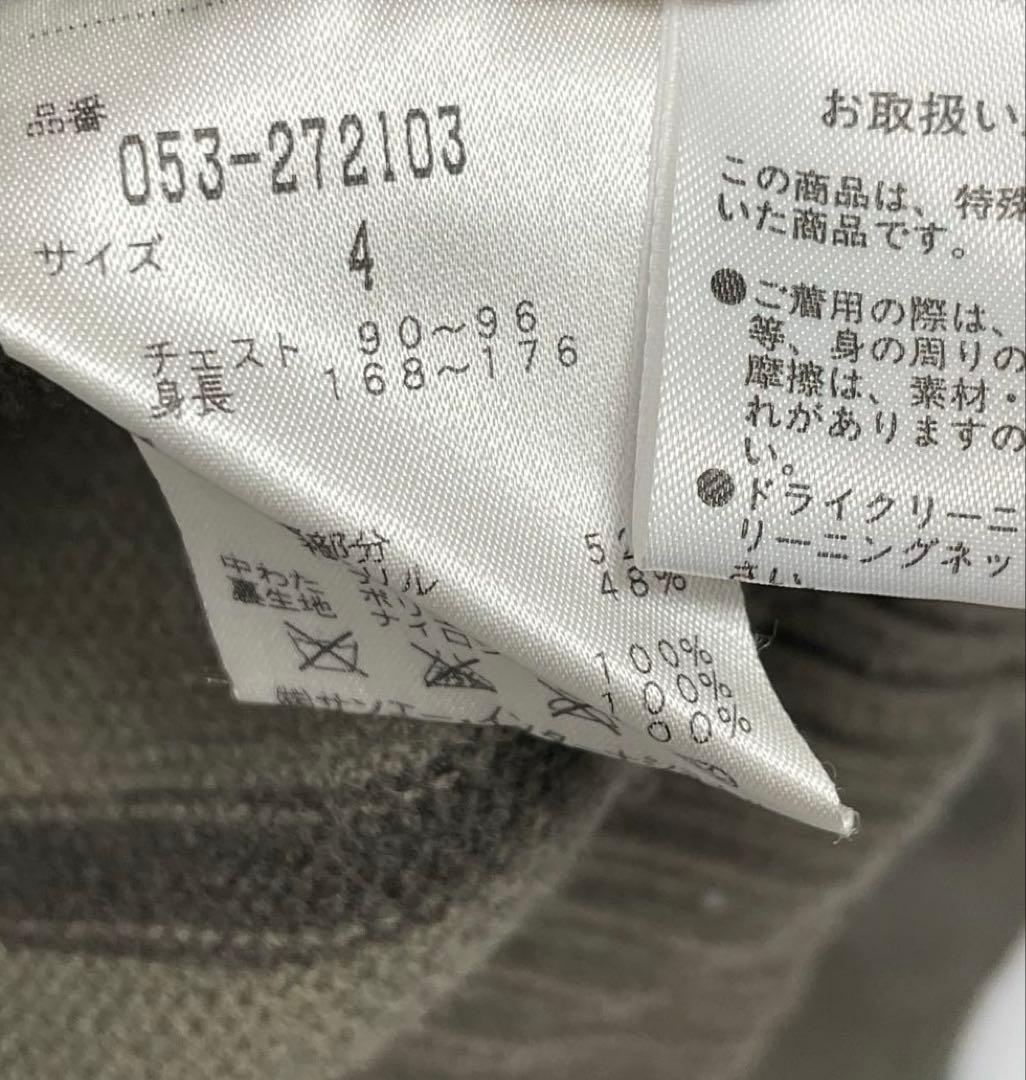 品番
053-272103
サイズ 4
チェスト 90~96
身長 168~176
部分
中わた
裏生地
48%
100%
100%
お取扱い
この商品は、特殊
いた商品です。
●ご着用の際は、
等、身の周りの
摩擦は、素材・
れがありますの
い。
●ドライクリーニ
リーニングネッ
さい